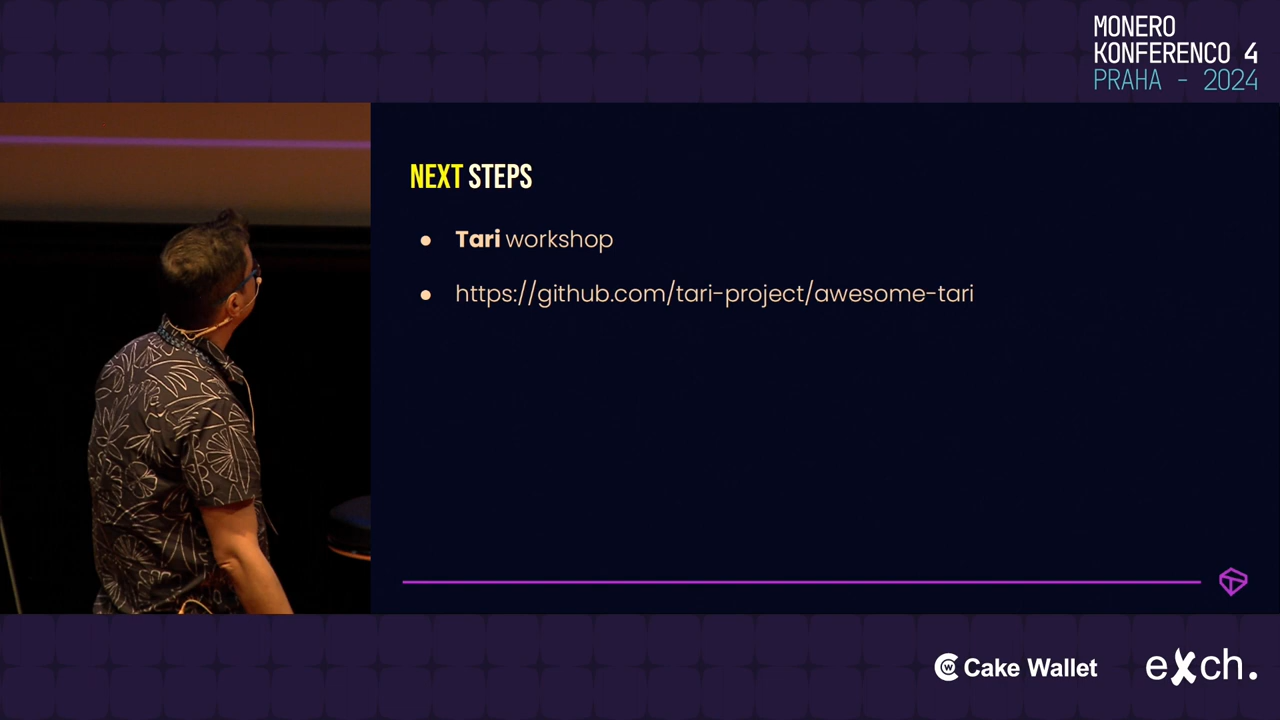 MONERO
KONFERENCO 4
PRAHA - 2024
NEXT STEPS
● Tari workshop
● https://github.com/tari-project/awesome-tari
Cake Wallet
eXch.